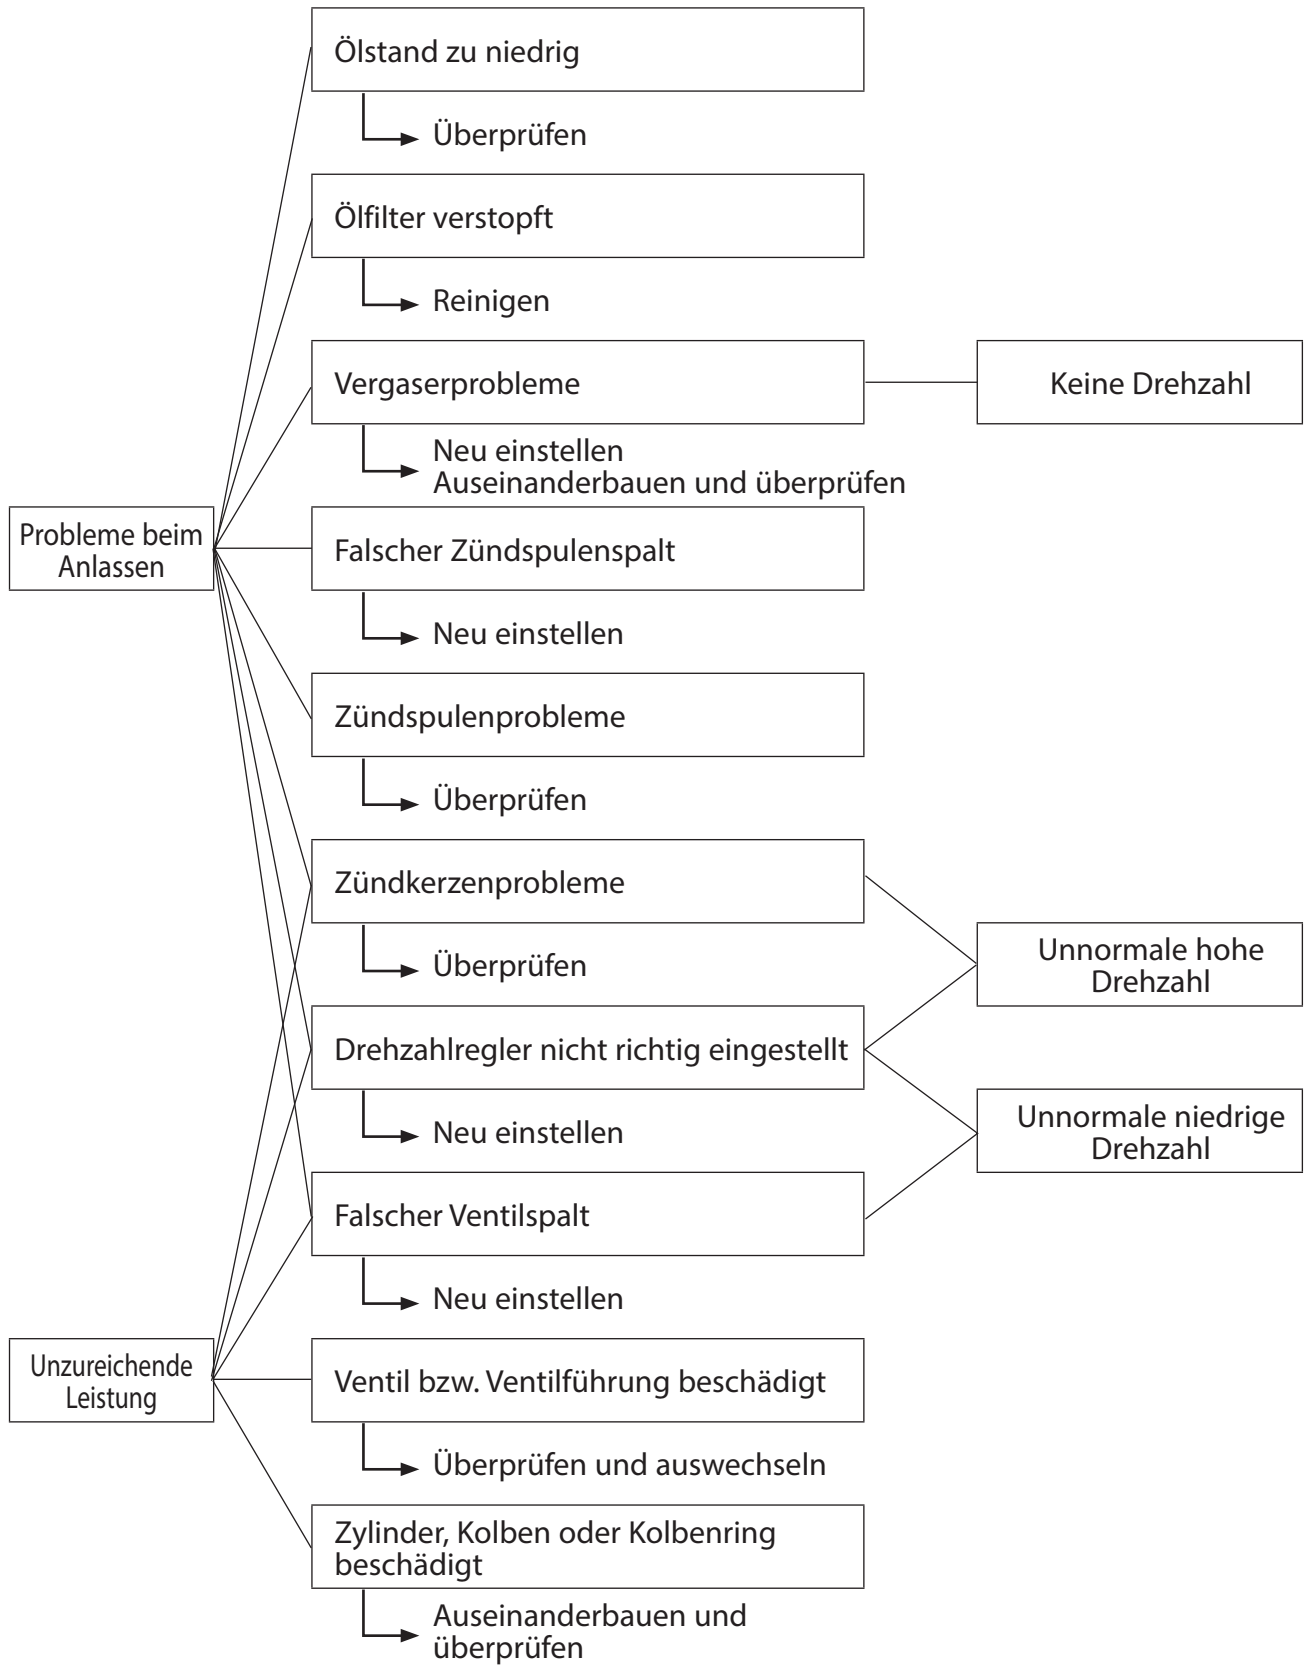 Ölstand zu niedrig
Überprüfen
Ölfilter verstopft
Reinigen
Vergaserprobleme
Keine Drehzahl
Neu einstellen
Auseinanderbauen und überprüfen
Probleme beim
Anlassen
Falscher Zündspulenspalt
Neu einstellen
Zündspulenprobleme
Überprüfen
Zündkerzenprobleme
Überprüfen
Unnormale hohe
Drehzahl
Drehzahlregler nicht richtig eingestellt
Neu einstellen
Unnormale niedrige
Drehzahl
Falscher Ventilspalt
Neu einstellen
Unzureichende
Leistung
Ventil bzw. Ventilführung beschädigt
Überprüfen und auswechseln
Zylinder, Kolben oder Kolbenring
beschädigt
Auseinanderbauen und
überprüfen